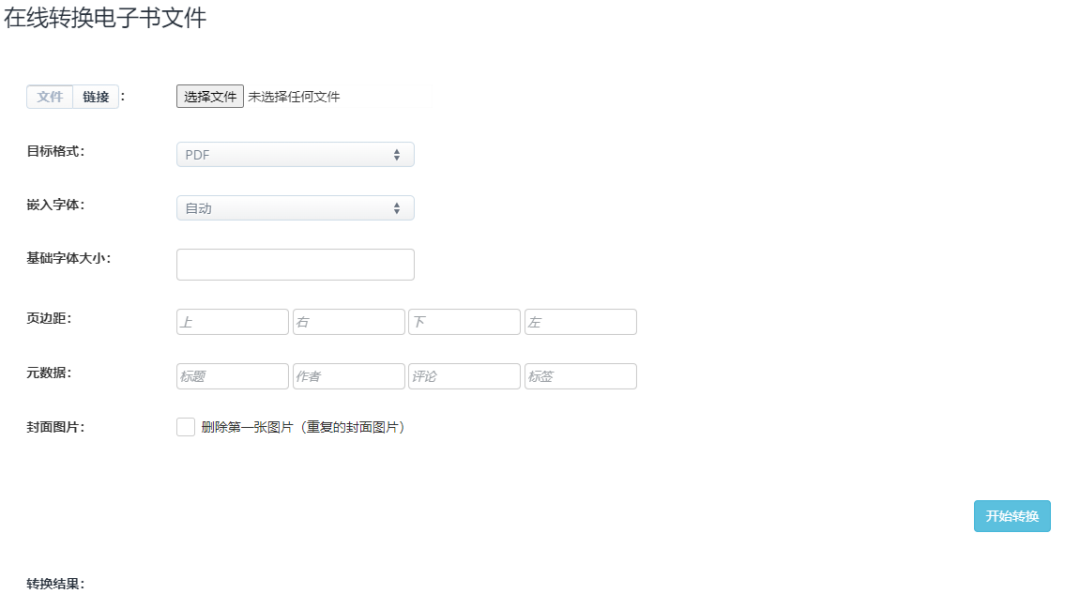 在线转换电子书文件
文件 链接 : 选择文件 未选择任何文件
目标格式: PDF
嵌入字体: 自动
基础字体大小:
页边距: 上 右 下 左
元数据: 标题 作者 评论 标签
封面图片: 删除第一张图片（重复的封面图片）
开始转换
转换结果: